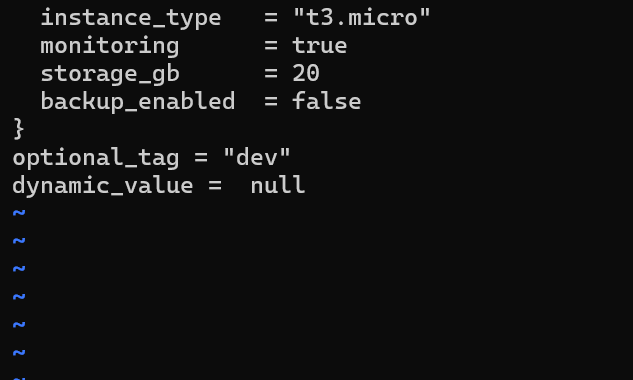 instance_type   = "t3.micro"
  monitoring        = true
  storage_gb      = 20
  backup_enabled  = false
}
optional_tag = "dev"
dynamic_value =  null
~
~
~
~
~
~
~